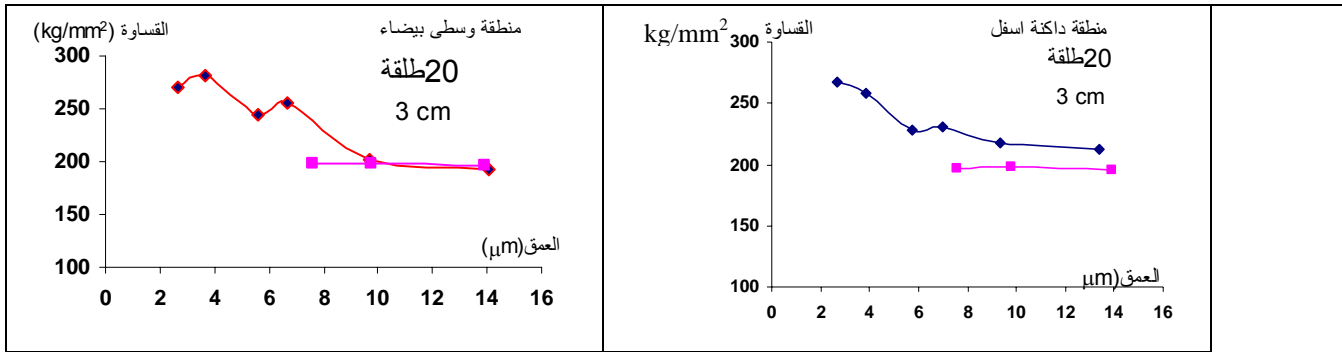 القساوة (kg/mm²)
منطقة وسطى بيضاء
20طلقة
3 cm
300
250
200
150
100
0 2 4 6 8 10 12 14 16
العمق(µm)
kg/mm² القساوة
منطقة داكنة اسفل
20طلقة
3 cm
300
250
200
150
100
0 2 4 6 8 10 12 14 16
العمق(µm